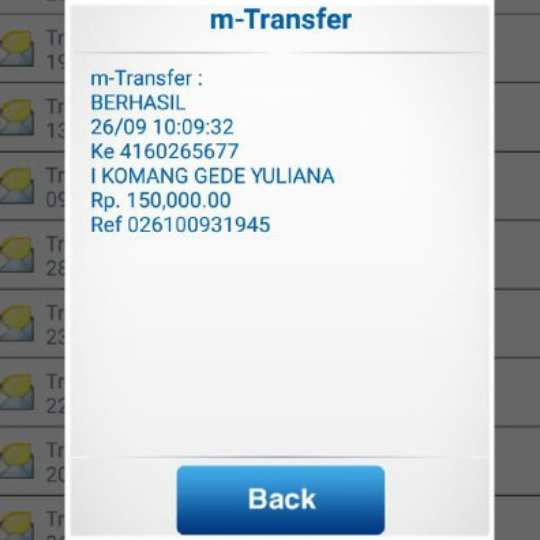 m-Transfer
m-Transfer :
BERHASIL
26/09 10:09:32
Ke 4160265677
I KOMANG GEDE YULIANA
Rp. 150,000.00
Ref 026100931945
Back
Tr
19
Tr
13
Tr
09
Tr
28
Tr
23
Tr
22
Tr
20
Tr